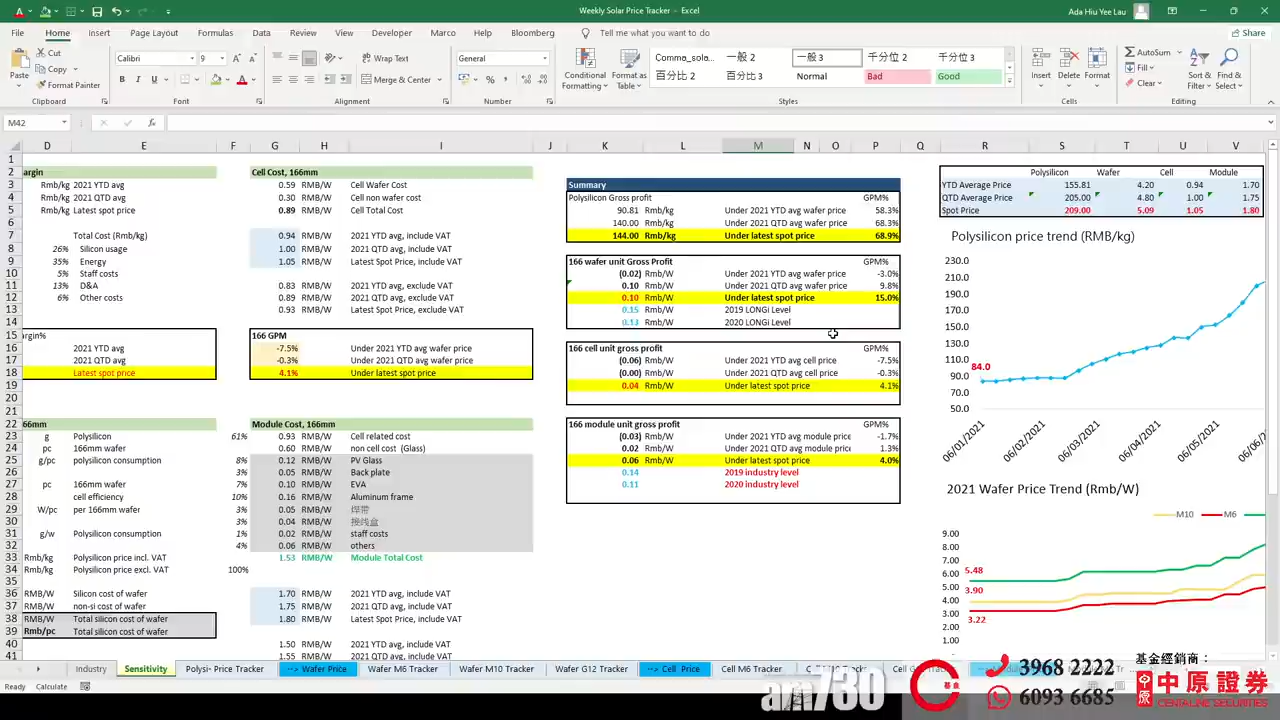 Weekly Solar Price Tracker - Excel
Ada Hiu Yee Lau
File Home Insert Page Layout Formulas Data Review View Developer Marco Help Bloomberg Tell me what you want to do Share
Paste Cut Copy Format Painter
Calibri 9 B I U
Wrap Text Merge & Center
General
Conditional Formatting Format as Table
Comma_sola... 一般 2 一般 3 千分位 2 千分位 3
百分比 2 百分比 3 Normal Bad Good
Insert Delete Format
AutoSum Fill Clear Sort & Filter Find & Select
Clipboard Font Alignment Number Styles Cells Editing
M42
D E F G H I J K L M N O P Q R S T U V
argin
Rmb/kg 2021 YTD avg
Rmb/kg 2021 QTD avg
Rmb/kg Latest spot price
Total Cost (Rmb/kg)
26% Silicon usage
35% Energy
5% Staff costs
13% D&A
6% Other costs
argin%
2021 YTD avg
2021 QTD avg
Latest spot price
66mm
g Polysilicon
pc 166mm wafer
g/pc polysilicon consumption
pc 166mm wafer
cell efficiency
W/pc per 166mm wafer
g/w Polysilicon consumption
Rmb/kg Polysilicon price incl. VAT
Rmb/kg Polysilicon price excl. VAT
RMB/W Silicon cost of wafer
RMB/W non-si cost of wafer
RMB/W Total silicon cost of wafer
Rmb/pc Total silicon cost of wafer
Cell Cost, 166mm
0.59 RMB/W Cell Wafer Cost
0.30 RMB/W Cell non wafer cost
0.89 RMB/W Cell Total Cost
0.94 RMB/W 2021 YTD avg, include VAT
1.00 RMB/W 2021 QTD avg, include VAT
1.05 RMB/W Latest Spot Price, include VAT
0.83 RMB/W 2021 YTD avg, exclude VAT
0.89 RMB/W 2021 QTD avg, exclude VAT
0.93 RMB/W Latest Spot Price, exclude VAT
166 GPM
-7.5% Under 2021 YTD avg wafer price
-0.3% Under 2021 QTD avg wafer price
4.1% Under latest spot price
Module Cost, 166mm
61% 0.93 RMB/W Cell related cost
0.60 RMB/W non cell cost (Glass)
8% 0.12 RMB/W PV Glass
3% 0.05 RMB/W Back plate
7% 0.10 RMB/W EVA
10% 0.16 RMB/W Aluminum frame
3% 0.05 RMB/W 焊带
3% 0.04 RMB/W 接线盒
1% 0.02 RMB/W staff costs
4% 0.06 RMB/W others
1.53 RMB/W Module Total Cost
100%
1.70 RMB/W 2021 YTD avg, include VAT
1.75 RMB/W 2021 QTD avg, include VAT
1.80 RMB/W Latest Spot Price, include VAT
1.50 RMB/W 2021 YTD avg, exclude VAT
1.55 RMB/W 2021 QTD avg, exclude VAT
Summary
Polysilicon Gross profit GPM%
90.81 Rmb/kg Under 2021 YTD avg wafer price 58.3%
140.00 Rmb/kg Under 2021 QTD avg wafer price 68.3%
144.00 Rmb/kg Under latest spot price 68.9%
166 wafer unit Gross Profit GPM%
(0.02) Rmb/W Under 2021 YTD avg wafer price -3.0%
0.10 Rmb/W Under 2021 QTD avg wafer price 9.8%
0.10 Rmb/W Under latest spot price 15.0%
0.15 Rmb/W 2019 LONGi Level
0.13 Rmb/W 2020 LONGi Level
166 cell unit gross profit GPM%
(0.06) Rmb/W Under 2021 YTD avg cell price -7.5%
(0.00) Rmb/W Under 2021 QTD avg cell price -0.3%
0.04 Rmb/W Under latest spot price 4.1%
166 module unit gross profit GPM%
(0.03) Rmb/W Under 2021 YTD avg module price -1.7%
0.02 Rmb/W Under 2021 QTD avg module price 1.3%
0.06 Rmb/W Under latest spot price 4.0%
0.14 2019 industry level
0.11 2020 industry level
Polysilicon Wafer Cell Module
YTD Average Price 155.81 4.20 0.94 1.70
QTD Average Price 205.00 4.80 1.00 1.75
Spot Price 209.00 5.09 1.05 1.80
Polysilicon price trend (RMB/kg)
230.0
210.0
190.0
170.0
150.0
130.0
110.0
90.0
70.0
50.0
84.0
06/01/2021 06/02/2021 06/03/2021 06/04/2021 06/05/2021 06/06/
2021 Wafer Price Trend (Rmb/W)
M10 M6
9.00
8.00
7.00
6.00
5.00
4.00
3.00
2.00
1.00
5.48
3.90
3.22
Industry Sensitivity Polysi- Price Tracker --> Wafer Price Wafer M6 Tracker Wafer M10 Tracker Wafer G12 Tracker --> Cell Price Cell M6 Tracker
Ready Calculate
am730
基金
3968 2222
6093 6685
基金經銷商：
中原證券
CENTALINE SECURITIES